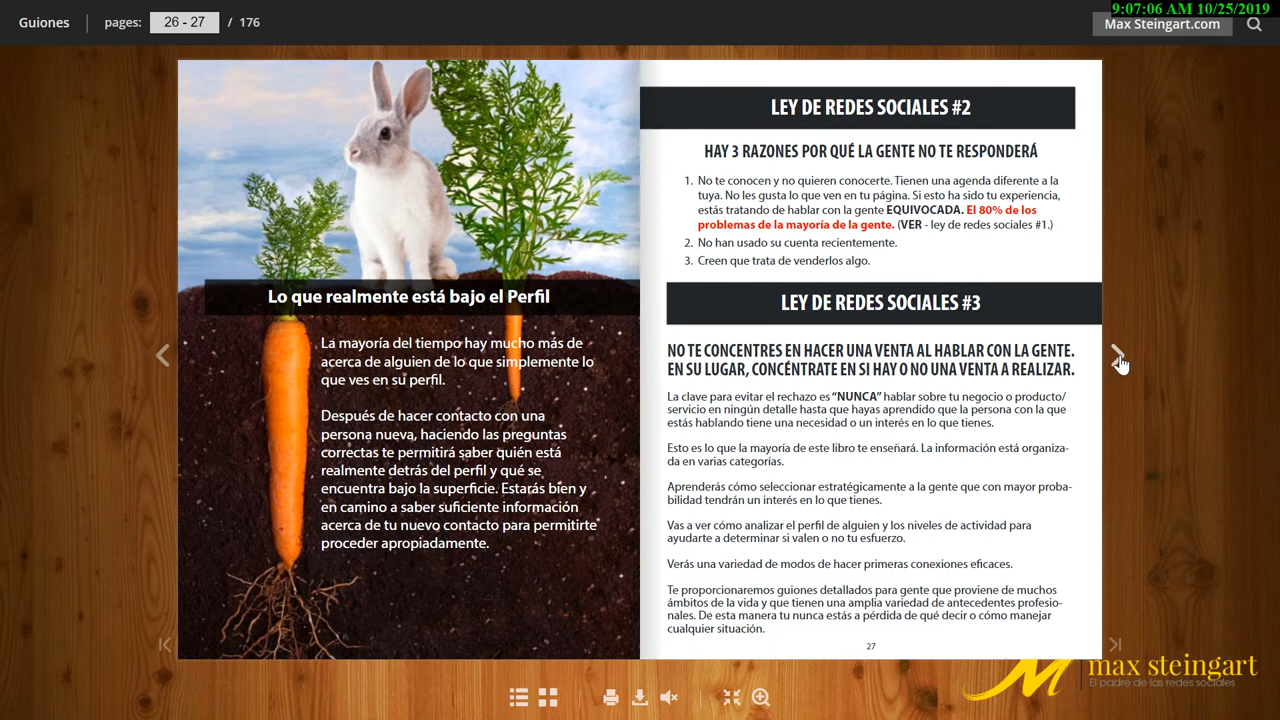 9:07:06 AM 10/25/2019
Guiones
pages:
26 - 27
/ 176
Max Steingart.com
Lo que realmente está bajo el Perfil
La mayoría del tiempo hay mucho más de
acerca de alguien de lo que simplemente lo
que ves en su perfil.
Después de hacer contacto con una
persona nueva, haciendo las preguntas
correctas te permitirá saber quién está
realmente detrás del perfil y qué se
encuentra bajo la superficie. Estarás bien y
en camino a saber suficiente información
acerca de tu nuevo contacto para permitirte
proceder apropiadamente.
LEY DE REDES SOCIALES #2
HAY 3 RAZONES POR QUÉ LA GENTE NO TE RESPONDERÁ
1. No te conocen y no quieren conocerte. Tienen una agenda diferente a la
tuya. No les gusta lo que ven en tu página. Si esto ha sido tu experiencia,
estás tratando de hablar con la gente EQUIVOCADA. El 80% de los
problemas de la mayoría de la gente. (VER - ley de redes sociales #1.)
2. No han usado su cuenta recientemente.
3. Creen que trata de venderlos algo.
LEY DE REDES SOCIALES #3
NO TE CONCENTRES EN HACER UNA VENTA AL HABLAR CON LA GENTE.
EN SU LUGAR, CONCÉNTRATE EN SI HAY O NO UNA VENTA A REALIZAR.
La clave para evitar el rechazo es “NUNCA” hablar sobre tu negocio o producto/
servicio en ningún detalle hasta que hayas aprendido que la persona con la que
estás hablando tiene una necesidad o un interés en lo que tienes.
Esto es lo que la mayoría de este libro te enseñará. La información está organiza-
da en varias categorías.
Aprenderás cómo seleccionar estratégicamente a la gente que con mayor proba-
bilidad tendrán un interés en lo que tienes.
Vas a ver cómo analizar el perfil de alguien y los niveles de actividad para
ayudarte a determinar si valen o no tu esfuerzo.
Verás una variedad de modos de hacer primeras conexiones eficaces.
Te proporcionaremos guiones detallados para gente que proviene de muchos
ámbitos de la vida y que tienen una amplia variedad de antecedentes profesio-
nales. De esta manera tu nunca estás a pérdida de qué decir o cómo manejar
cualquier situación.
27
max steingart
El padre de las redes sociales